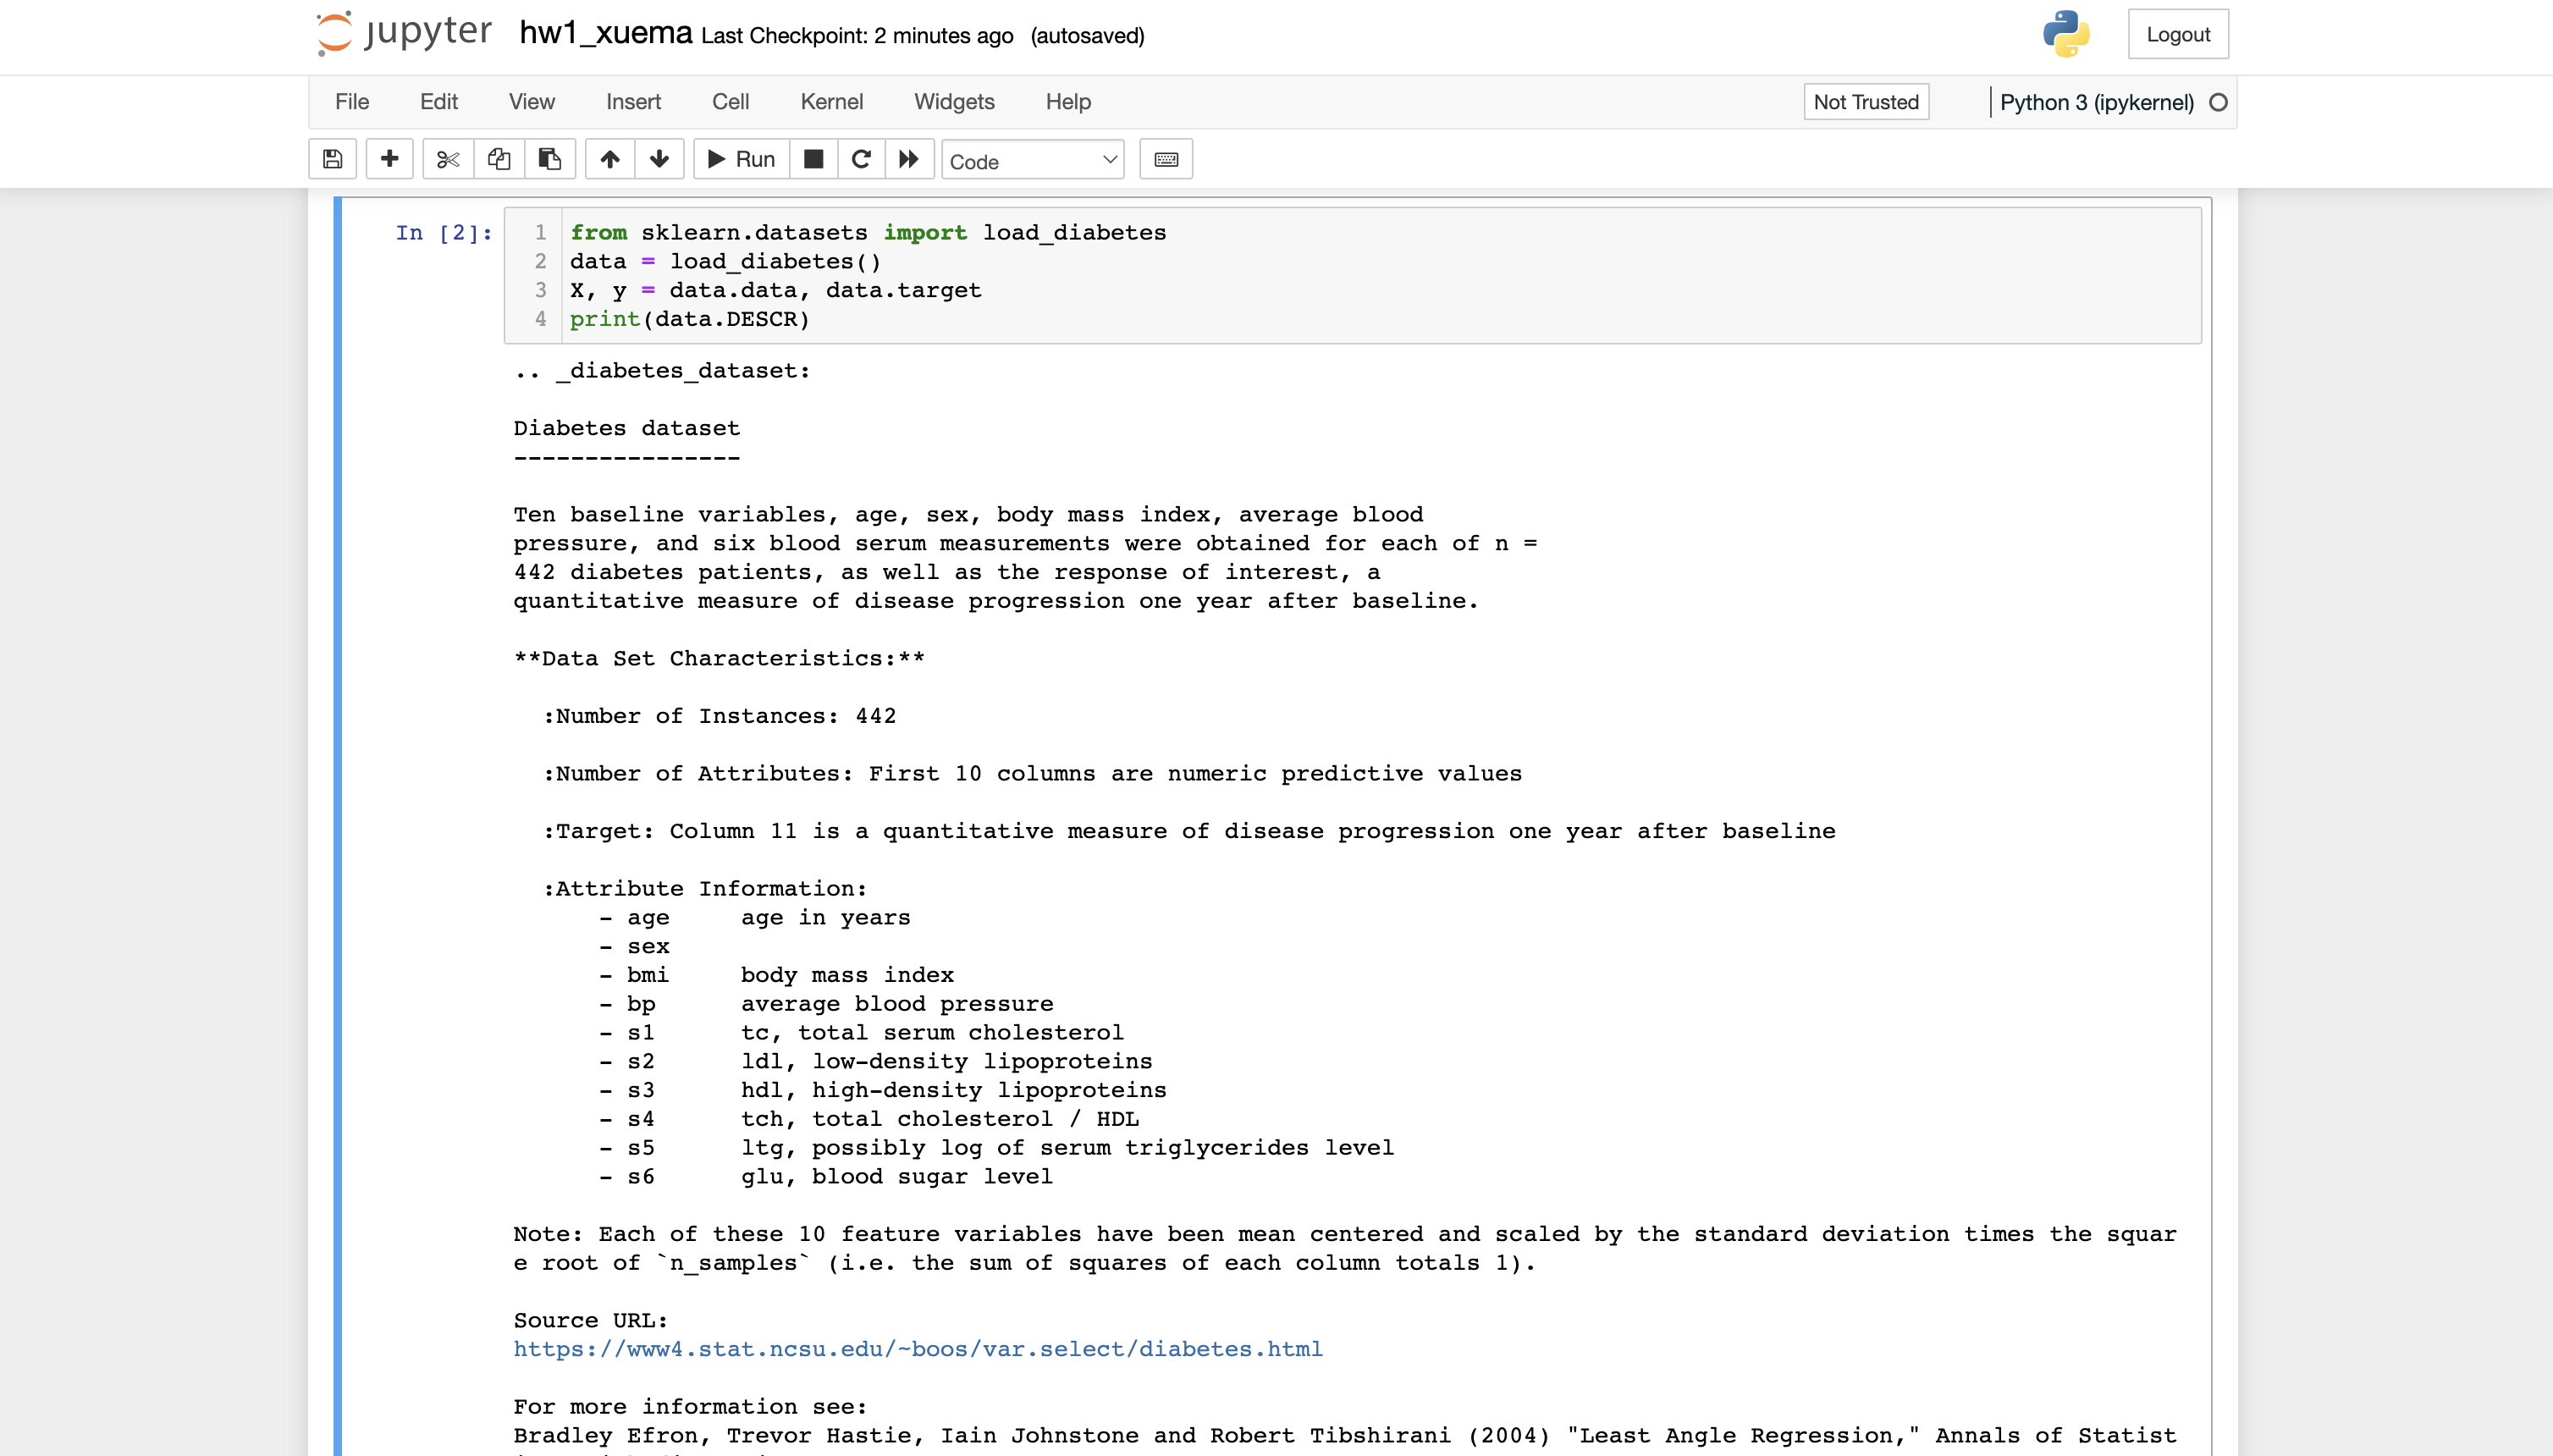 jupyter hw1_xuema Last Checkpoint: 2 minutes ago (autosaved)
Logout
File Edit View Insert Cell Kernel Widgets Help
Not Trusted
Python 3 (ipykernel)
Run
Code
In [2]:
1 from sklearn.datasets import load_diabetes
2 data = load_diabetes()
3 X, y = data.data, data.target
4 print(data.DESCR)
.. _diabetes_dataset:
Diabetes dataset
----------------
Ten baseline variables, age, sex, body mass index, average blood
pressure, and six blood serum measurements were obtained for each of n =
442 diabetes patients, as well as the response of interest, a
quantitative measure of disease progression one year after baseline.
**Data Set Characteristics:**
:Number of Instances: 442
:Number of Attributes: First 10 columns are numeric predictive values
:Target: Column 11 is a quantitative measure of disease progression one year after baseline
:Attribute Information:
- age age in years
- sex
- bmi body mass index
- bp average blood pressure
- s1 tc, total serum cholesterol
- s2 ldl, low-density lipoproteins
- s3 hdl, high-density lipoproteins
- s4 tch, total cholesterol / HDL
- s5 ltg, possibly log of serum triglycerides level
- s6 glu, blood sugar level
Note: Each of these 10 feature variables have been mean centered and scaled by the standard deviation times the squar
e root of `n_samples` (i.e. the sum of squares of each column totals 1).
Source URL:
https://www4.stat.ncsu.edu/~boos/var.select/diabetes.html
For more information see:
Bradley Efron, Trevor Hastie, Iain Johnstone and Robert Tibshirani (2004) "Least Angle Regression," Annals of Statist